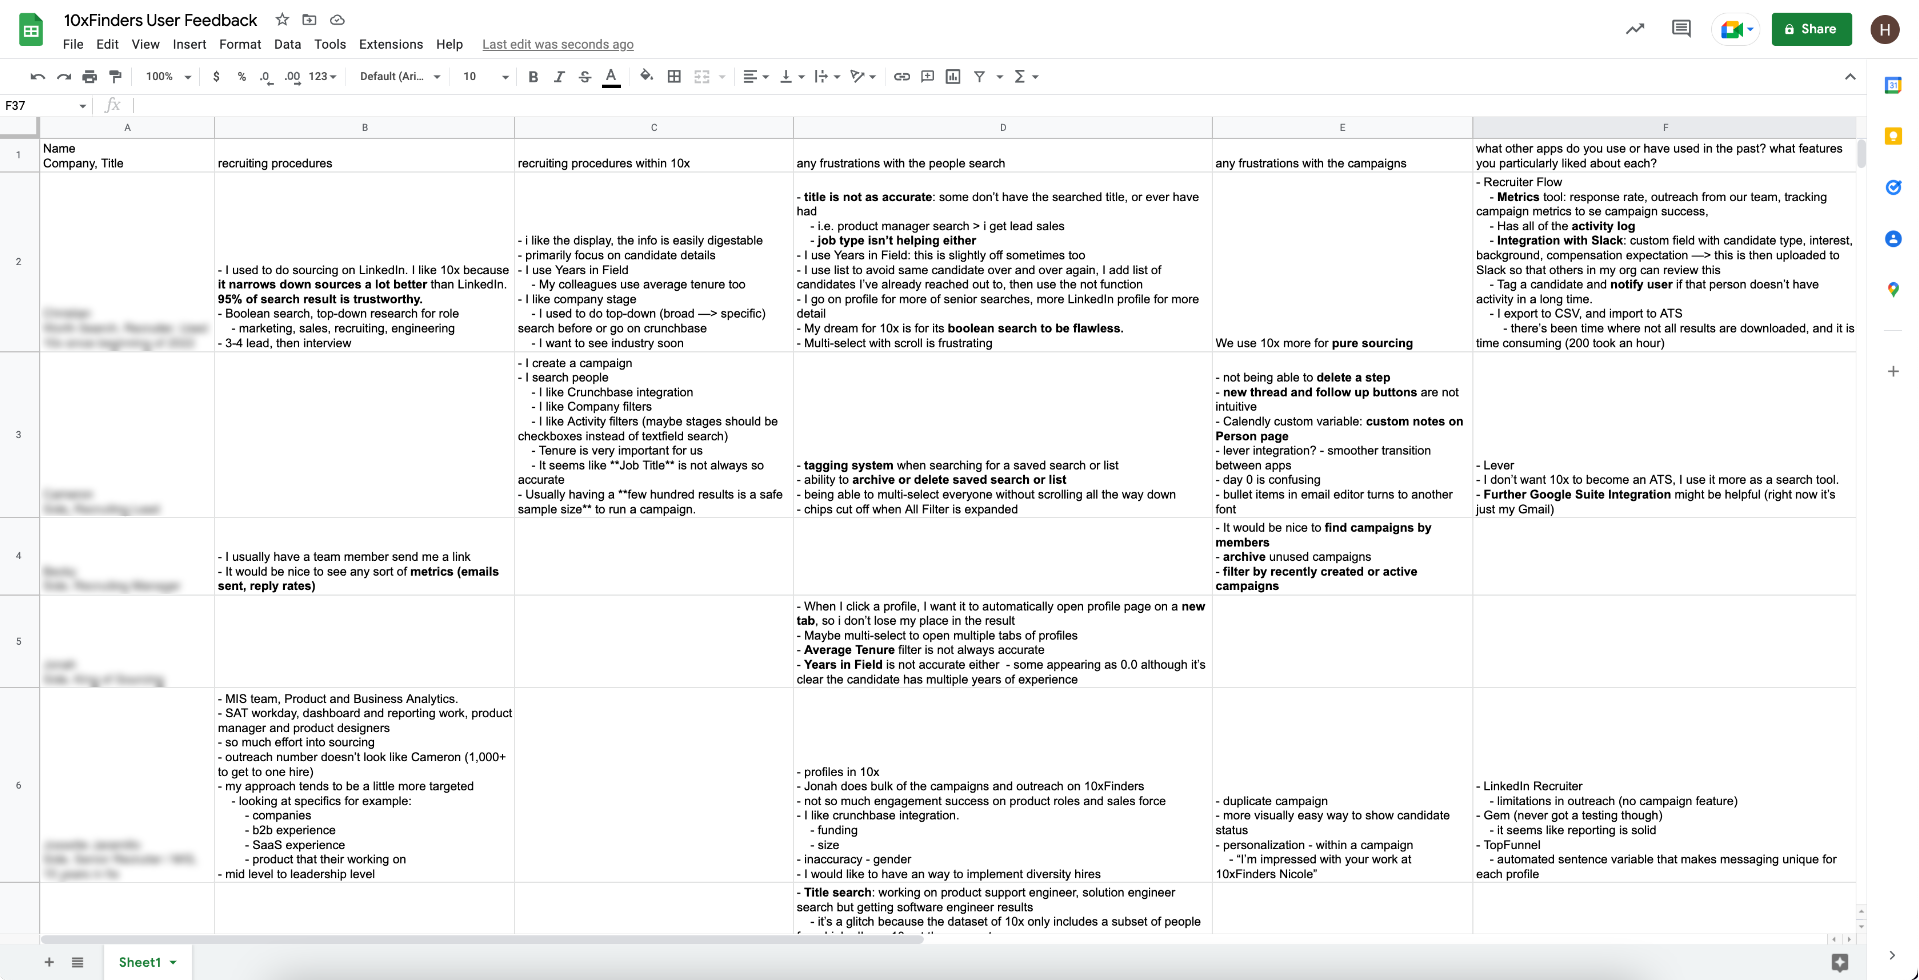 10xFinders User Feedback
File Edit View Insert Format Data Tools Extensions Help Last edit was seconds ago
Share
H
100% $ % .0 .00 123 Default (Ari... 10 B I S A
31
F37 fx
A B C D E F
1
Name
Company, Title
recruiting procedures
recruiting procedures within 10x
any frustrations with the people search
any frustrations with the campaigns
what other apps do you use or have used in the past? what features
you particularly liked about each?
2
- I used to do sourcing on LinkedIn. I like 10x because
it narrows down sources a lot better than LinkedIn.
95% of search result is trustworthy.
- Boolean search, top-down research for role
- marketing, sales, recruiting, engineering
- 3-4 lead, then interview
- i like the display, the info is easily digestable
- primarily focus on candidate details
- I use Years in Field
- My colleagues use average tenure too
- I like company stage
- I used to do top-down (broad —> specific)
search before or go on crunchbase
- I want to see industry soon
- title is not as accurate: some don't have the searched title, or ever have
had
- i.e. product manager search > i get lead sales
- job type isn't helping either
- I use Years in Field: this is slightly off sometimes too
- I use list to avoid same candidate over and over again, I add list of
candidates I've already reached out to, then use the not function
- I go on profile for more of senior searches, more LinkedIn profile for more
detail
- My dream for 10x is for its boolean search to be flawless.
- Multi-select with scroll is frustrating
We use 10x more for pure sourcing
- Recruiter Flow
- Metrics tool: response rate, outreach from our team, tracking
campaign metrics to se campaign success,
- Has all of the activity log
- Integration with Slack: custom field with candidate type, interest,
background, compensation expectation —> this is then uploaded to
Slack so that others in my org can review this
- Tag a candidate and notify user if that person doesn't have
activity in a long time.
- I export to CSV, and import to ATS
- there's been time where not all results are downloaded, and it is
time consuming (200 took an hour)
3
- I create a campaign
- I search people
- I like Crunchbase integration
- I like Company filters
- I like Activity filters (maybe stages should be
checkboxes instead of textfield search)
- Tenure is very important for us
- It seems like **Job Title** is not always so
accurate
- Usually having a **few hundred results is a safe
sample size** to run a campaign.
- tagging system when searching for a saved search or list
- ability to archive or delete saved search or list
- being able to multi-select everyone without scrolling all the way down
- chips cut off when All Filter is expanded
- not being able to delete a step
- new thread and follow up buttons are not
intuitive
- Calendly custom variable: custom notes on
Person page
- lever integration? - smoother transition
between apps
- day 0 is confusing
- bullet items in email editor turns to another
font
- Lever
- I don't want 10x to become an ATS, I use it more as a search tool.
- Further Google Suite Integration might be helpful (right now it's
just my Gmail)
4
- I usually have a team member send me a link
- It would be nice to see any sort of metrics (emails
sent, reply rates)
- It would be nice to find campaigns by
members
- archive unused campaigns
- filter by recently created or active
campaigns
5
- When I click a profile, I want it to automatically open profile page on a new
tab, so i don't lose my place in the result
- Maybe multi-select to open multiple tabs of profiles
- Average Tenure filter is not always accurate
- Years in Field is not accurate either - some appearing as 0.0 although it's
clear the candidate has multiple years of experience
6
- MIS team, Product and Business Analytics.
- SAT workday, dashboard and reporting work, product
manager and product designers
- so much effort into sourcing
- outreach number doesn't look like Cameron (1,000+
to get to one hire)
- my approach tends to be a little more targeted
- looking at specifics for example:
- companies
- b2b experience
- SaaS experience
- product that their working on
- mid level to leadership level
- profiles in 10x
- Jonah does bulk of the campaigns and outreach on 10xFinders
- not so much engagement success on product roles and sales force
- I like crunchbase integration.
- funding
- size
- inaccuracy - gender
- I would like to have an way to implement diversity hires
- duplicate campaign
- more visually easy way to show candidate
status
- personalization - within a campaign
- “I'm impressed with your work at
10xFinders Nicole”
- LinkedIn Recruiter
- limitations in outreach (no campaign feature)
- Gem (never got a testing though)
- it seems like reporting is solid
- TopFunnel
- automated sentence variable that makes messaging unique for
each profile
- Title search: working on product support engineer, solution engineer
search but getting software engineer results
- it's a glitch because the dataset of 10x only includes a subset of people
Sheet1